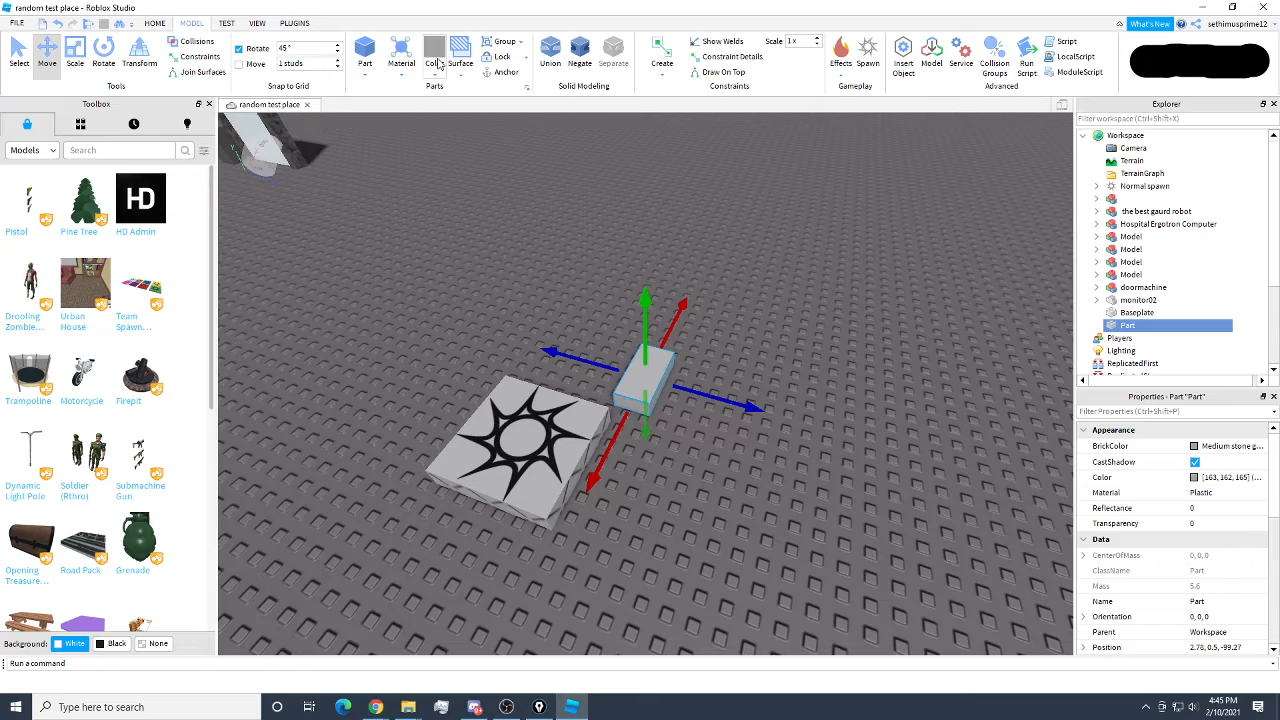 random test place - Roblox Studio
FILE HOME MODEL TEST VIEW PLUGINS What's New sethimusprime12
Select Move Scale Rotate Transform
Collisions
Constraints
Join Surfaces
Tools
Rotate 45°
Move 1 studs
Snap to Grid
Part Material Surface
Group
Lock
Anchor
Parts
Union Negate Separate
Solid Modeling
Create
Show Welds
Constraint Details
Draw On Top
Scale 1 x
Constraints
Effects Spawn
Gameplay
Insert Object Model Service Collision Groups Run Script
Script
LocalScript
ModuleScript
Advanced
Toolbox
Models Search
HD
Pistol Pine Tree HD Admin
Drooling Zombie... Urban House Team Spawn...
Trampoline Motorcycle Firepit
Dynamic Light Pole Soldier (Rthro) Submachine Gun
Opening Treasure... Road Pack Grenade
Background: White Black None
random test place
Explorer
Filter workspace (Ctrl+Shift+X)
Workspace
Camera
Terrain
TerrainGraph
Normal spawn
the best gaurd robot
Hospital Ergotron Computer
Model
Model
Model
Model
doormachine
monitor02
Baseplate
Part
Players
Lighting
ReplicatedFirst
Properties - Part "Part"
Filter Properties (Ctrl+Shift+P)
Appearance
BrickColor Medium stone g...
CastShadow
Color [163, 162, 165] (...
Material Plastic
Reflectance 0
Transparency 0
Data
CenterOfMass 0, 0, 0
ClassName Part
Mass 5.6
Name Part
Orientation 0, 0, 0
Parent Workspace
Position 2.78, 0.5, -99.27
Run a command
Type here to search
4:45 PM
2/10/2021